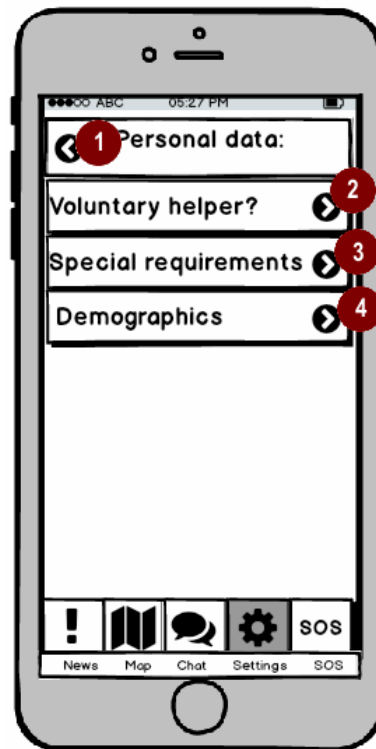 ABC 05:27 PM
1 Personal data:
Voluntary helper? 2
Special requirements 3
Demographics 4
! SOS
News Map Chat Settings SOS